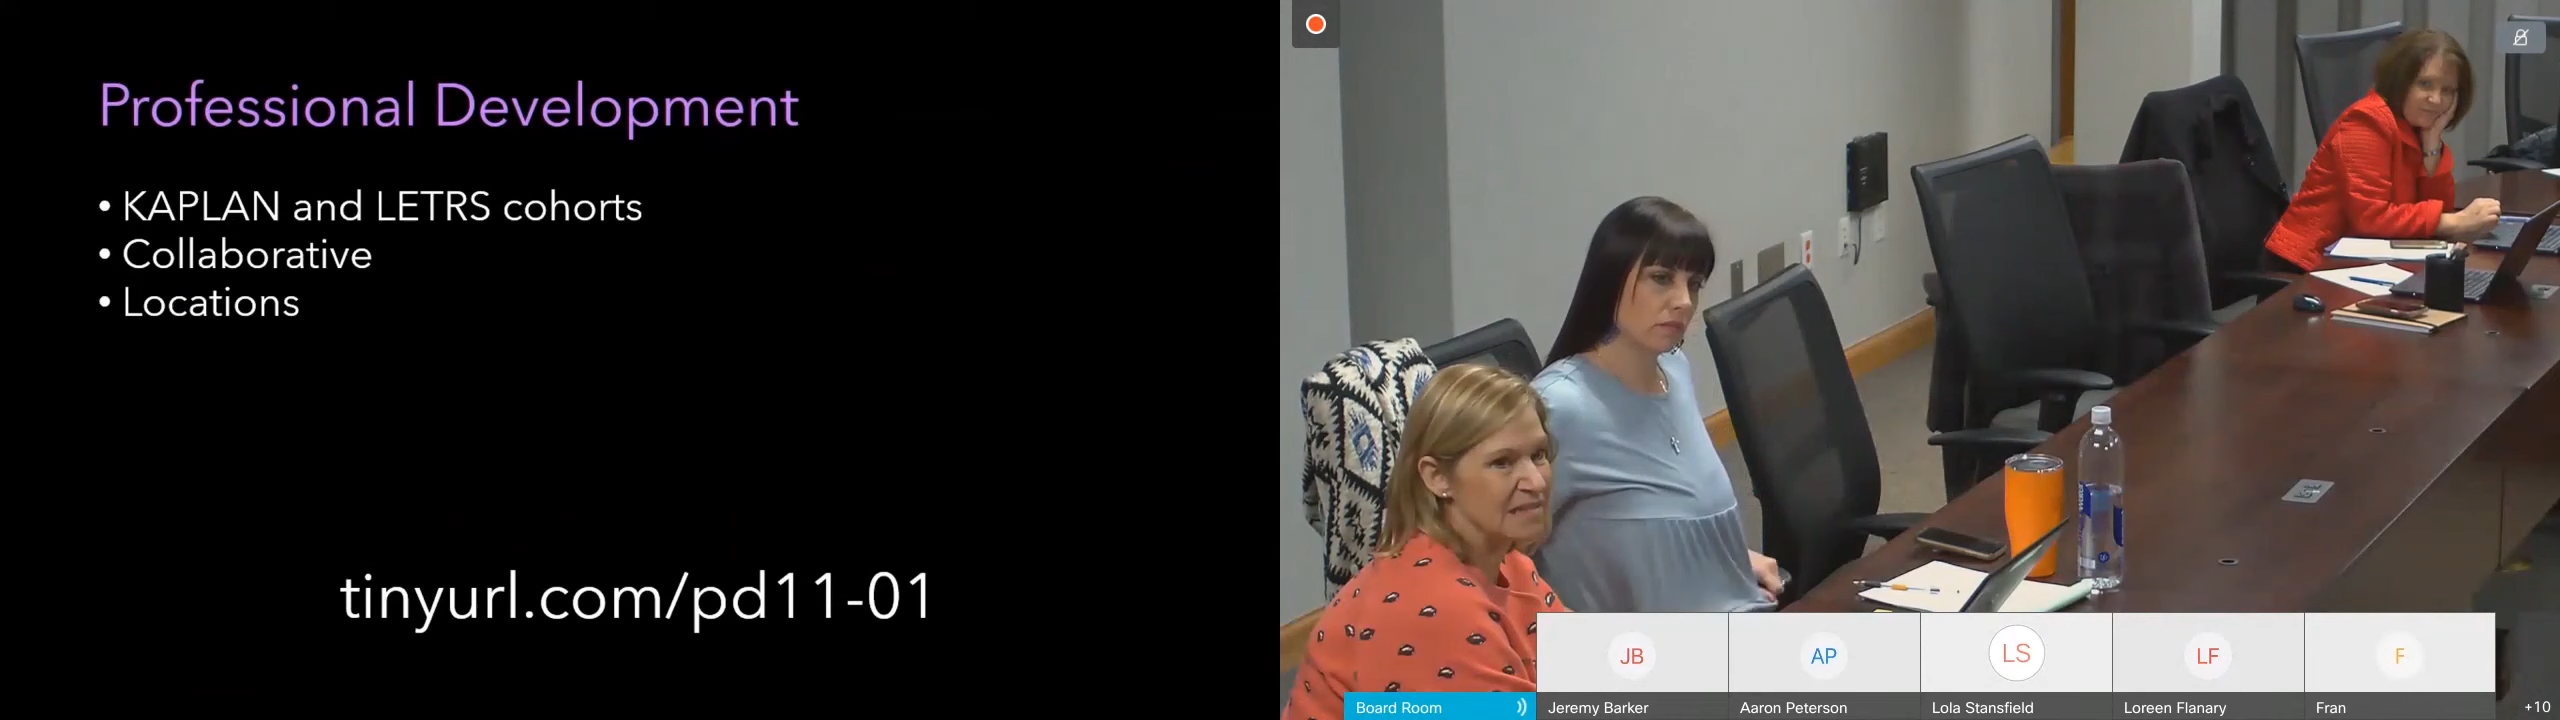 Professional Development
• KAPLAN and LETRS cohorts
• Collaborative
• Locations
tinyurl.com/pd11-01
JB
AP
LS
LF
F
Board Room
Jeremy Barker
Aaron Peterson
Lola Stansfield
Loreen Flanary
Fran
+10